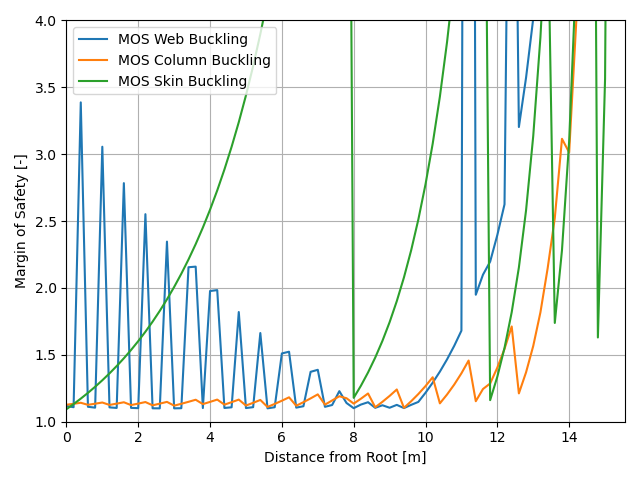 4.0
3.5
3.0
2.5
2.0
1.5
1.0
Margin of Safety [-]
MOS Web Buckling
MOS Column Buckling
MOS Skin Buckling
0 2 4 6 8 10 12 14
Distance from Root [m]